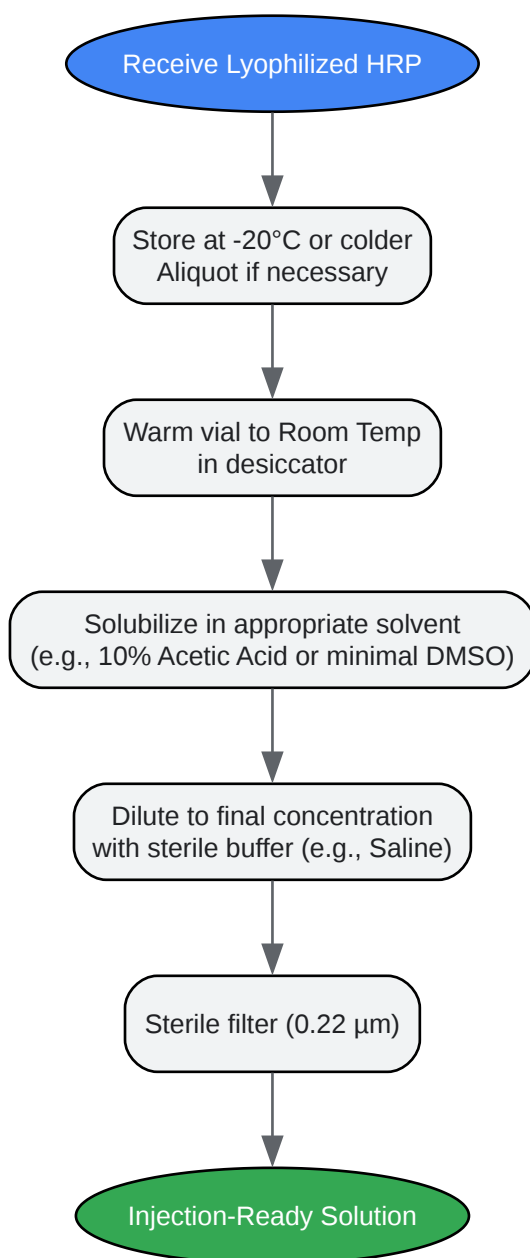 Receive Lyophilized HRP
Store at -20°C or colder
Aliquot if necessary
Warm vial to Room Temp
in desiccator
Solubilize in appropriate solvent
(e.g., 10% Acetic Acid or minimal DMSO)
Dilute to final concentration
with sterile buffer (e.g., Saline)
Sterile filter (0.22 µm)
Injection-Ready Solution